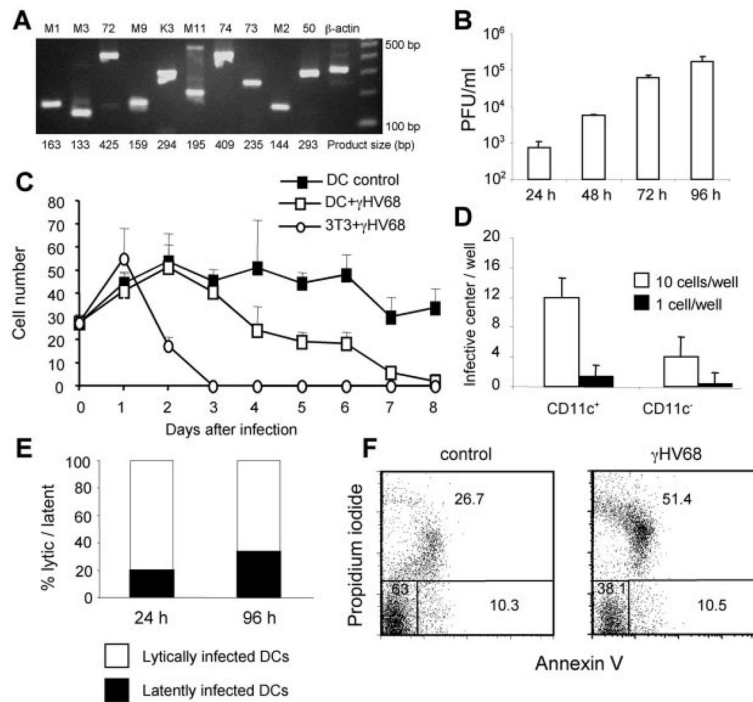 A
M1 M3 72 M9 K3 M11 74 73 M2 50 β-actin
500 bp
100 bp
163 133 425 159 294 195 409 235 144 293 Product size (bp)
B
PFU/ml
10⁶
10⁵
10⁴
10³
10²
24 h 48 h 72 h 96 h
C
DC control
DC+γHV68
3T3+γHV68
Cell number
80
70
60
50
40
30
20
10
0
0 1 2 3 4 5 6 7 8
Days after infection
D
Infective center / well
20
16
12
8
4
0
10 cells/well
1 cell/well
CD11c⁺ CD11c⁻
E
% lytic / latent
100
80
60
40
20
0
24 h 96 h
Lytically infected DCs
Latently infected DCs
F
control γHV68
Propidium iodide
26.7
63
10.3
51.4
38.1
10.5
Annexin V